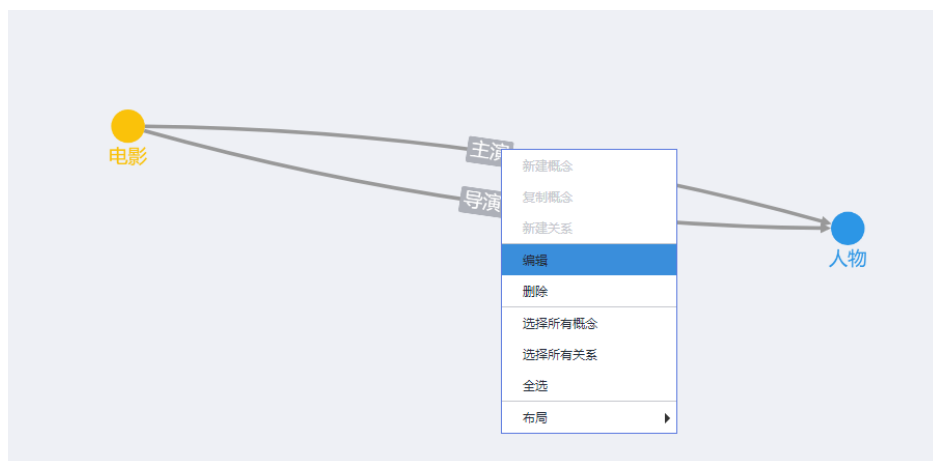 电影
主演
导演
人物
新建概念
复制概念
新建关系
编辑
删除
选择所有概念
选择所有关系
全选
布局